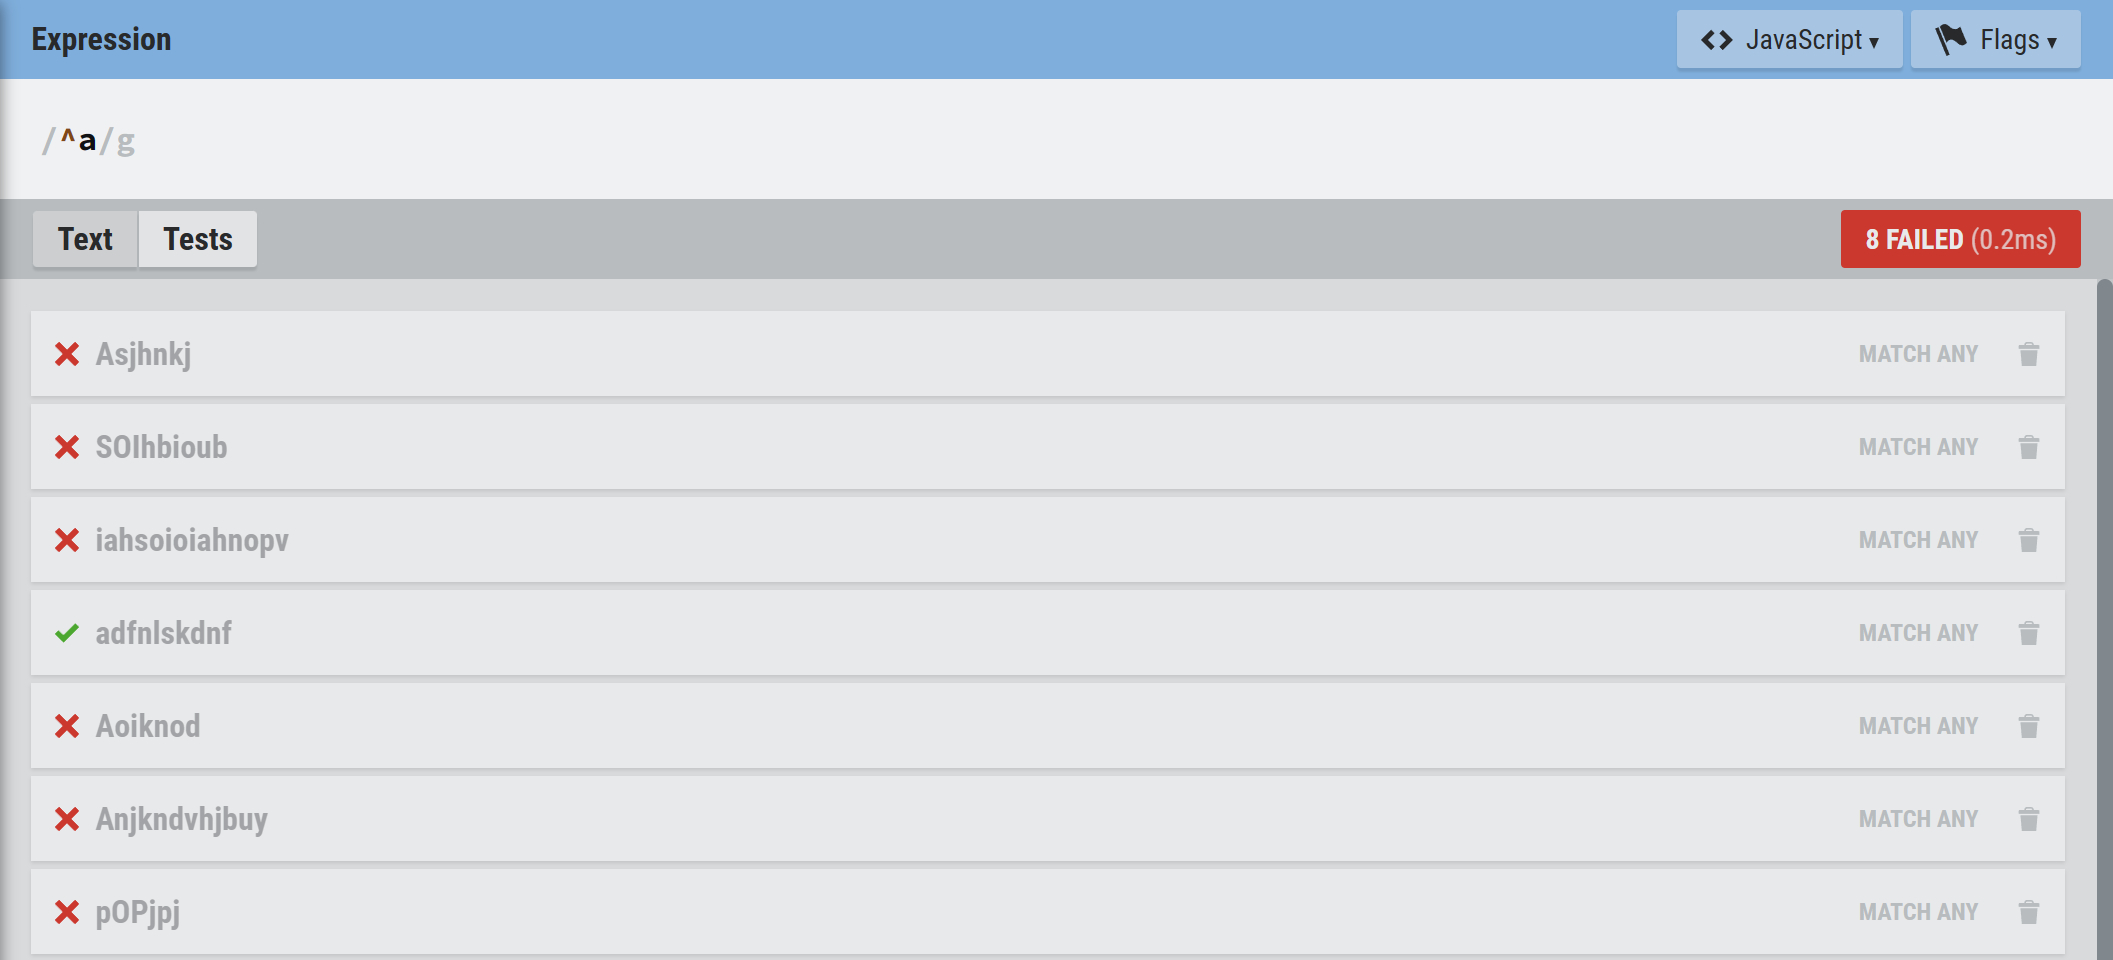 Expression
JavaScript ▾
Flags ▾
/^a/g
Text
Tests
8 FAILED (0.2ms)
Asjhnkj
MATCH ANY
SOIhbioub
MATCH ANY
iahsoioiahnopv
MATCH ANY
adfnlskdnf
MATCH ANY
Aoiknod
MATCH ANY
Anjkndvhjbuy
MATCH ANY
pOPjpj
MATCH ANY